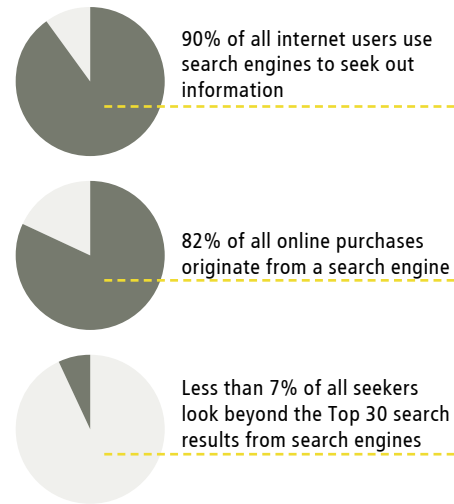 90% of all internet users use
search engines to seek out
information
82% of all online purchases
originate from a search engine
Less than 7% of all seekers
look beyond the Top 30 search
results from search engines